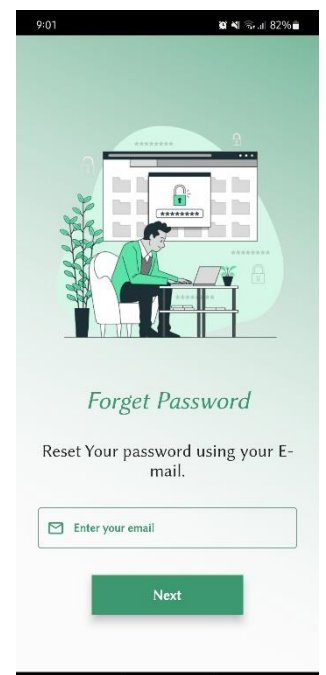 9:01 82%
********
********
********
********
Forget Password
Reset Your password using your E-
mail.
Enter your email
Next